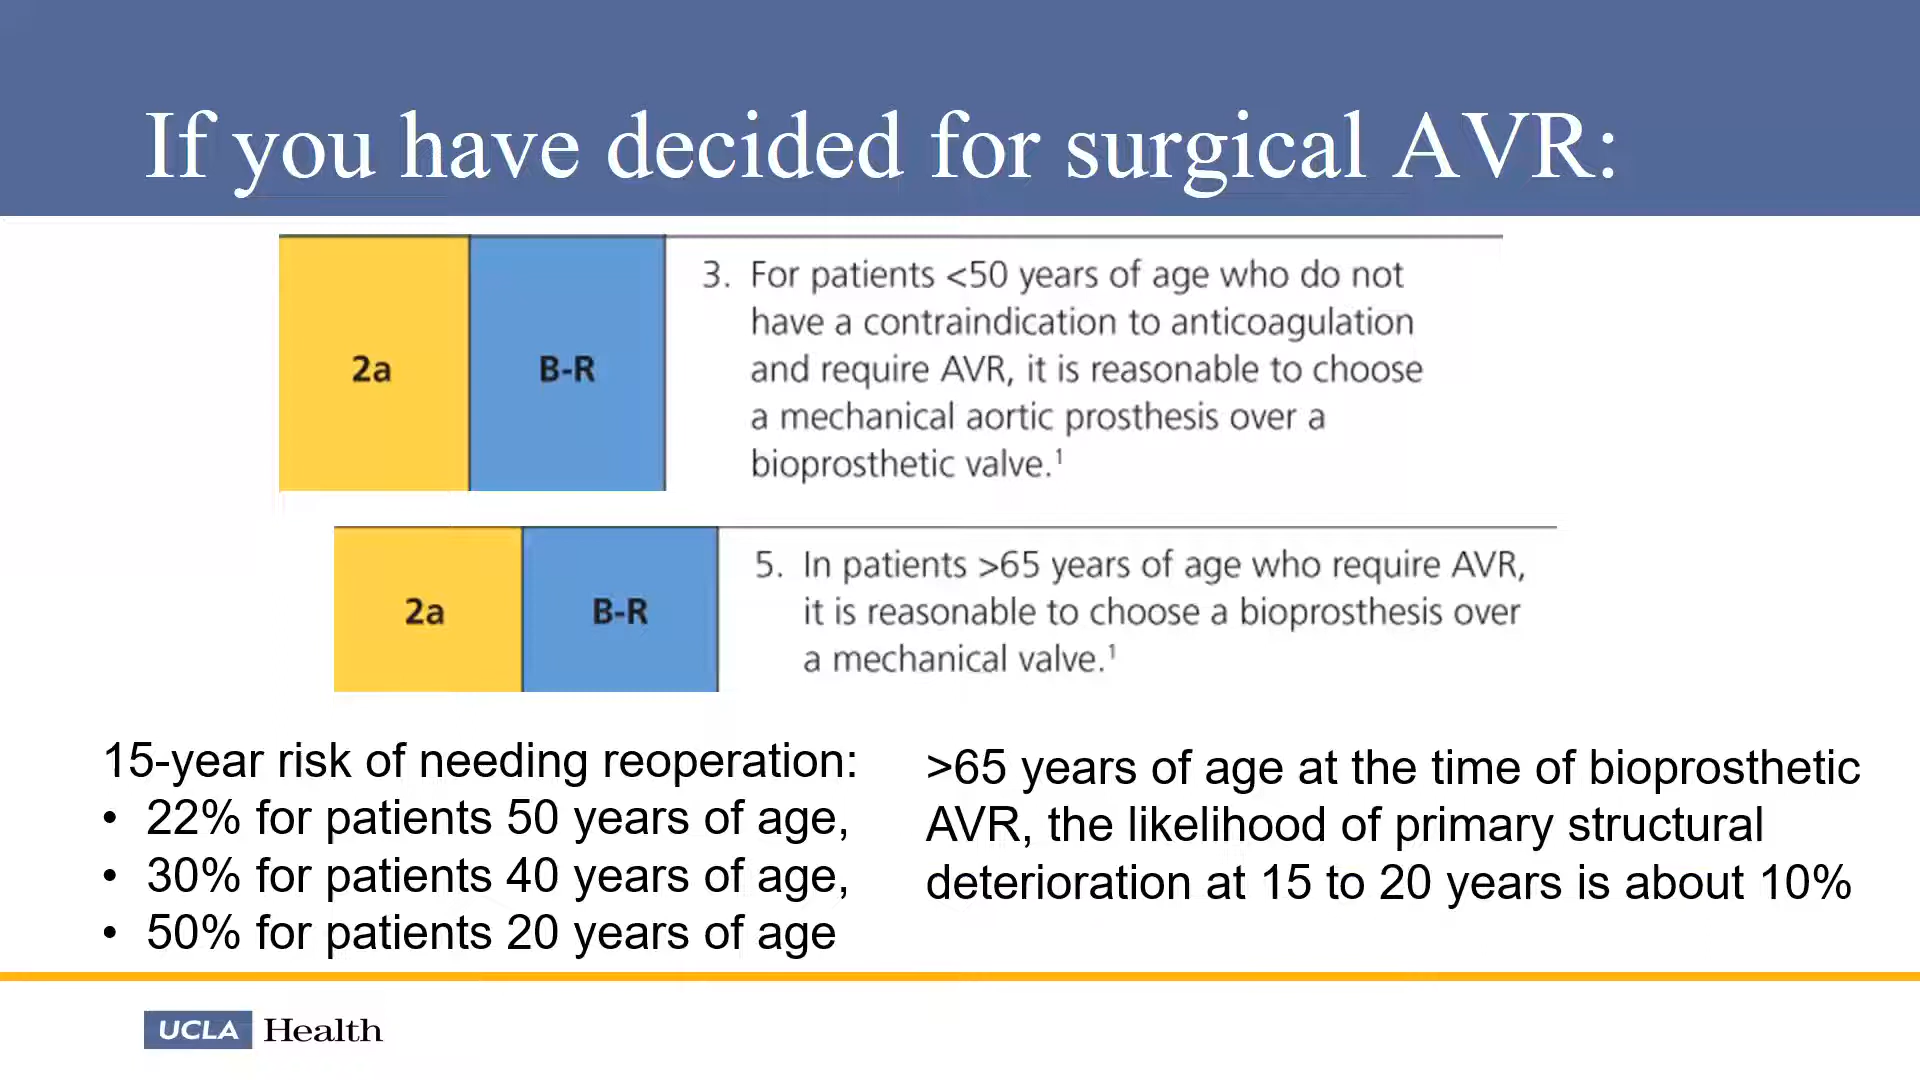 If you have decided for surgical AVR:
2a
B-R
3. For patients <50 years of age who do not
have a contraindication to anticoagulation
and require AVR, it is reasonable to choose
a mechanical aortic prosthesis over a
bioprosthetic valve.¹
2a
B-R
5. In patients >65 years of age who require AVR,
it is reasonable to choose a bioprosthesis over
a mechanical valve.¹
15-year risk of needing reoperation:
• 22% for patients 50 years of age,
• 30% for patients 40 years of age,
• 50% for patients 20 years of age
>65 years of age at the time of bioprosthetic
AVR, the likelihood of primary structural
deterioration at 15 to 20 years is about 10%
UCLA Health